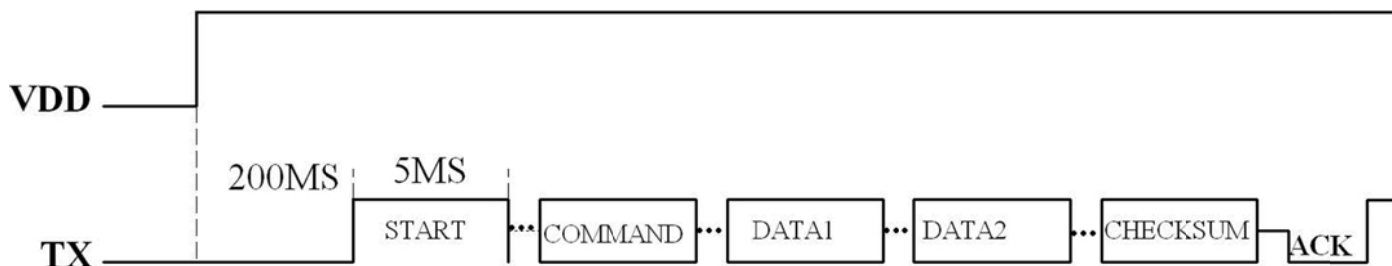 VDD
200MS 5MS
TX START COMMAND DATA1 DATA2 CHECKSUM ACK